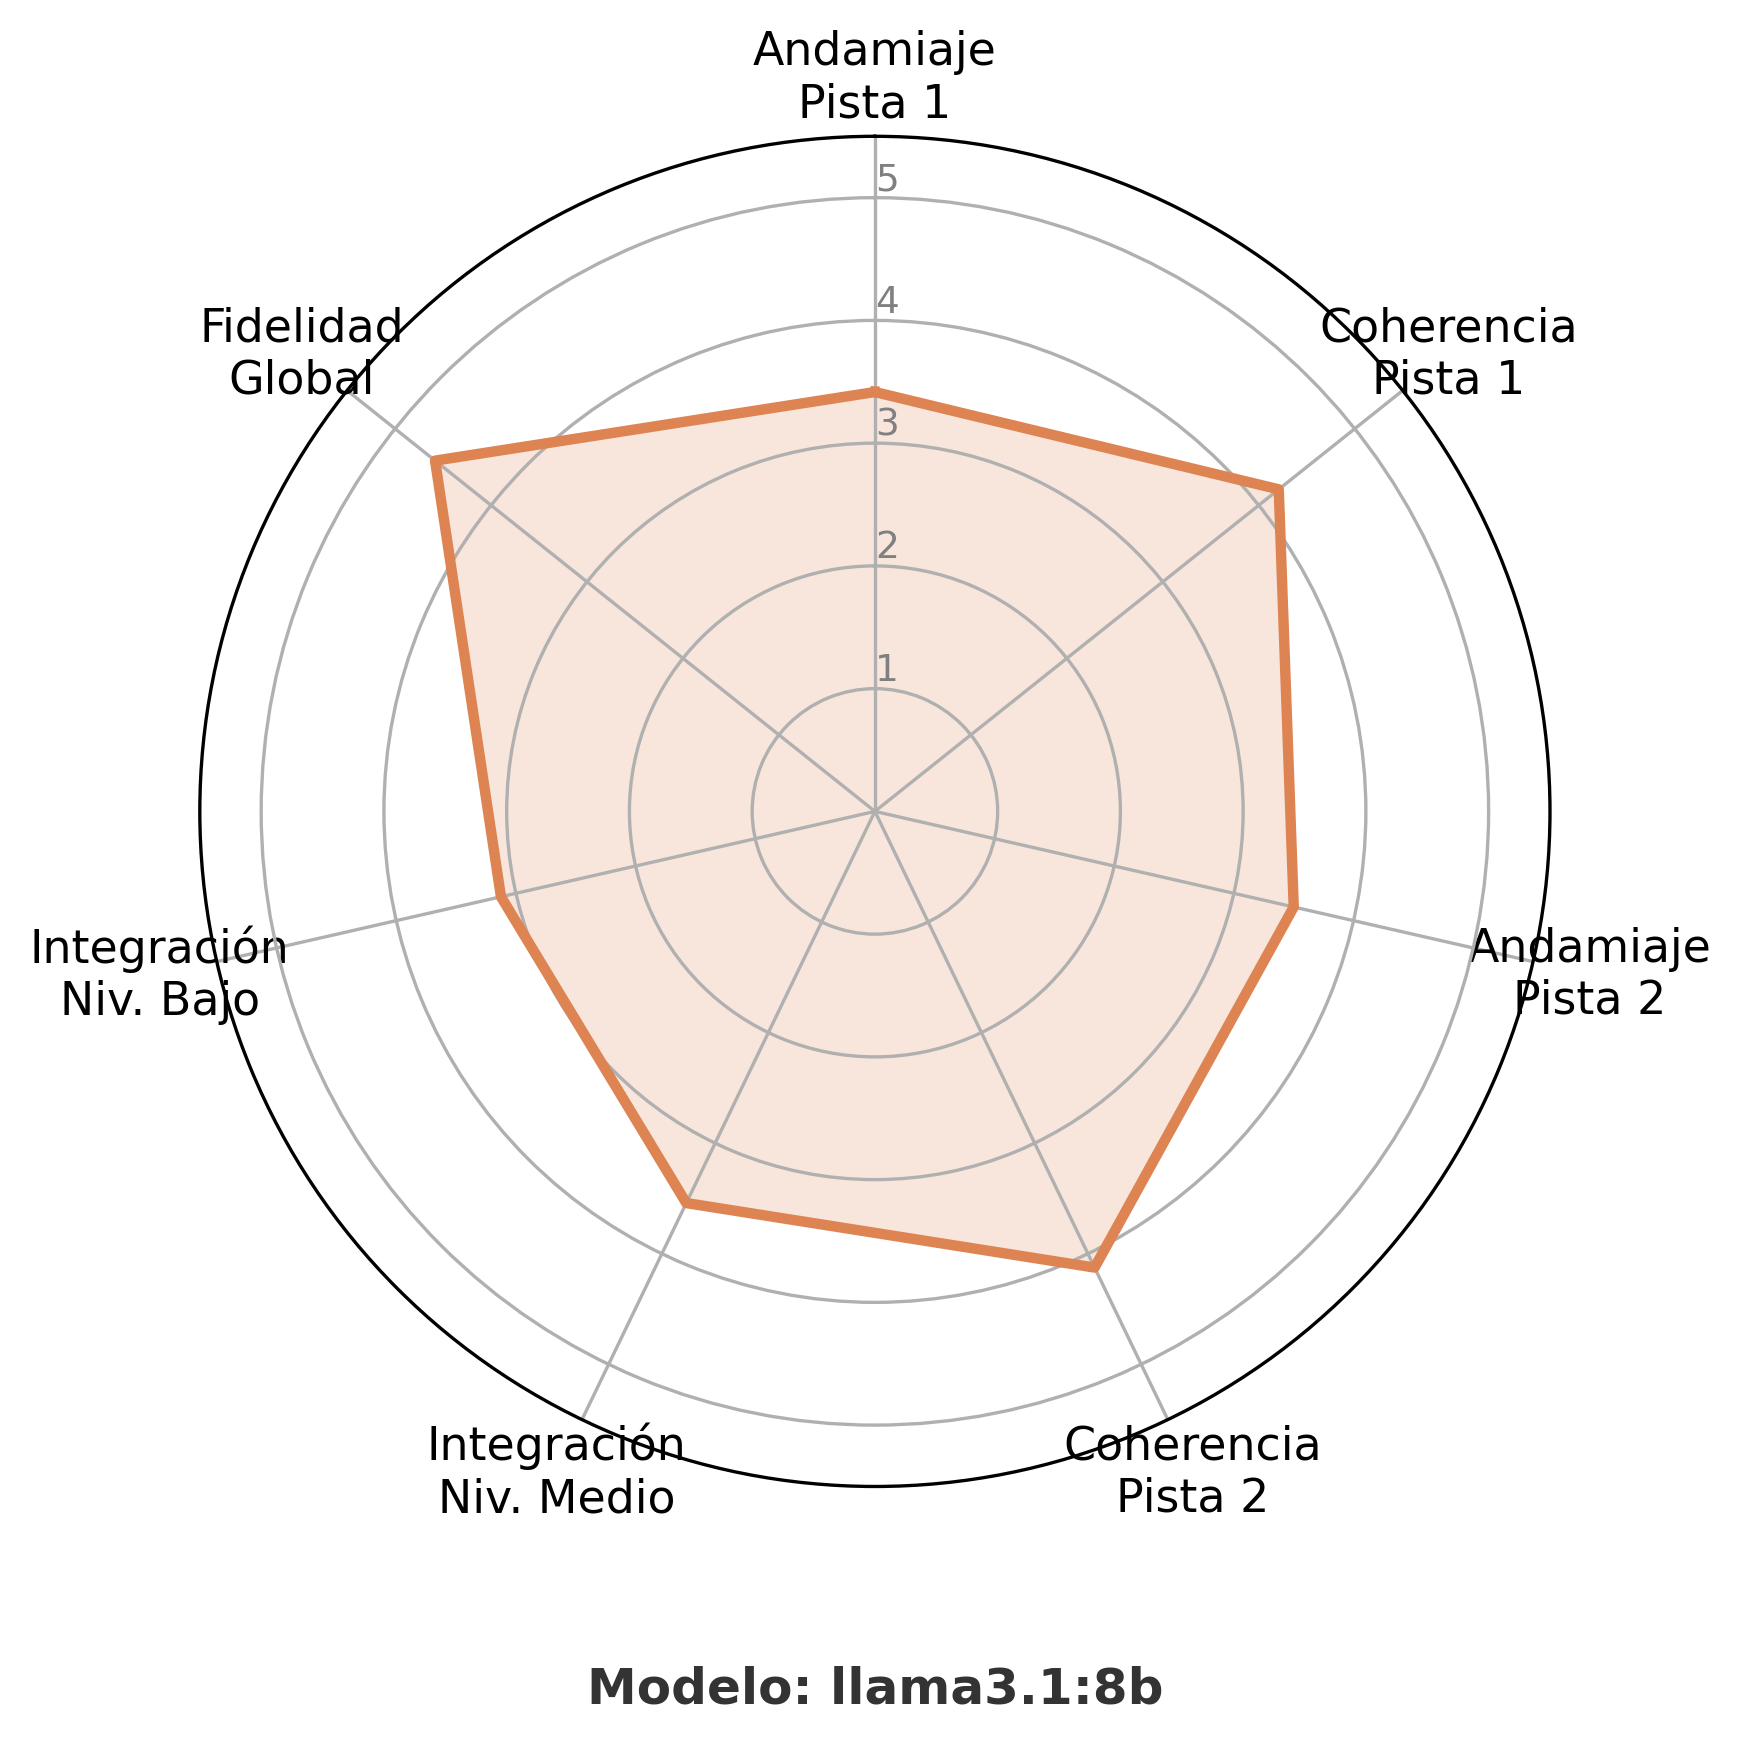 Andamiaje
Pista 1
5
4
3
2
1
Fidelidad
Global
Coherencia
Pista 1
Integración
Niv. Bajo
Andamiaje
Pista 2
Integración
Niv. Medio
Coherencia
Pista 2
Modelo: llama3.1:8b